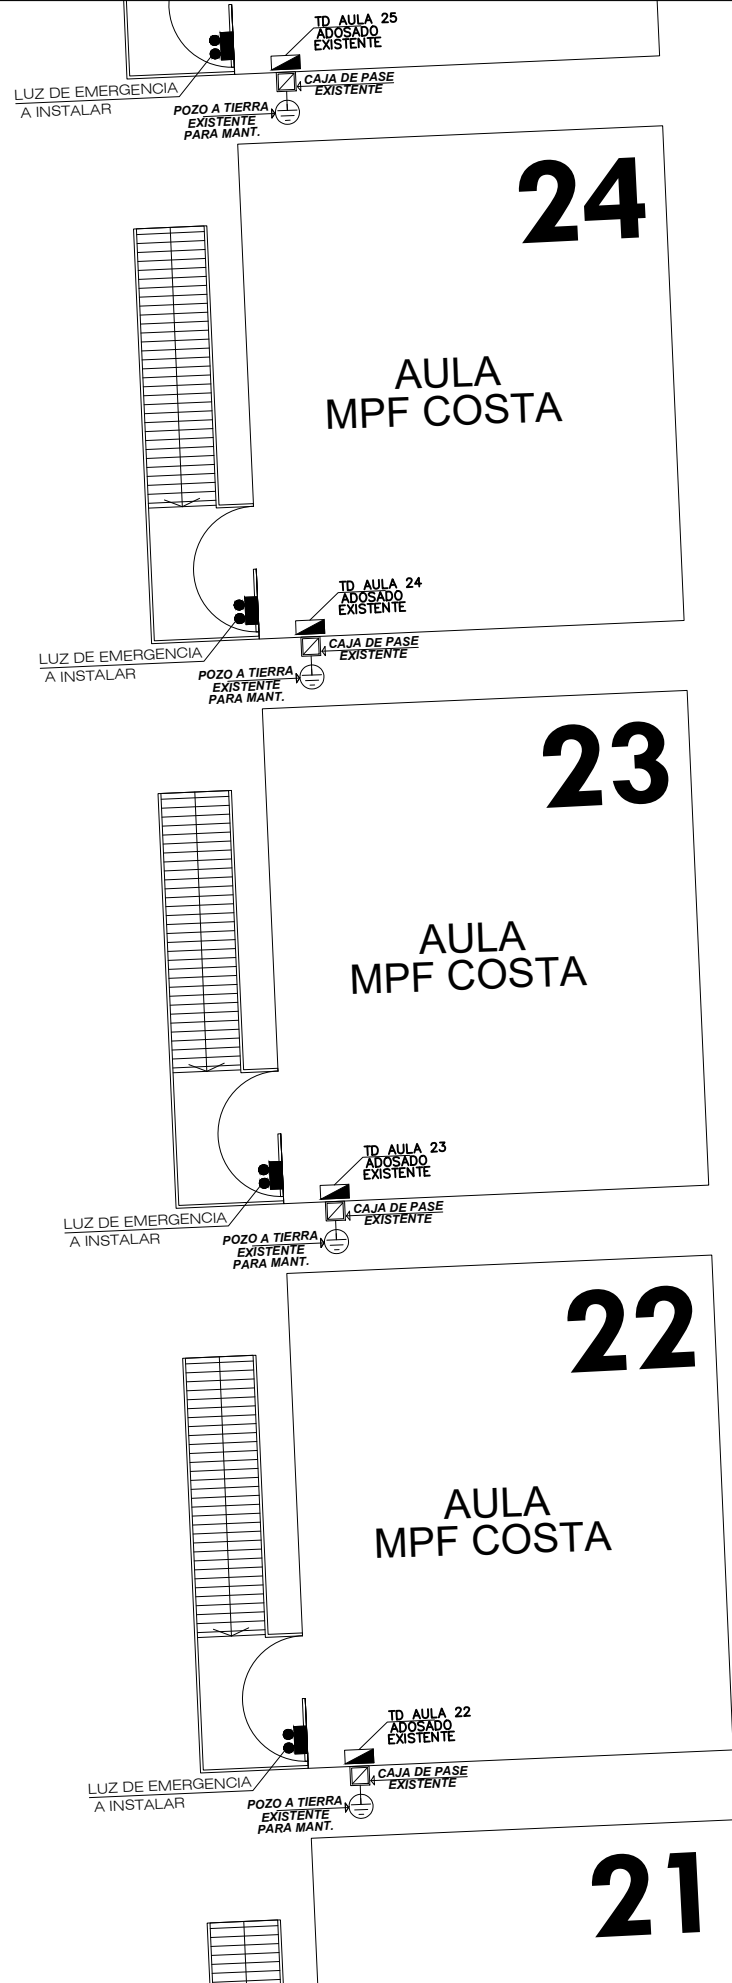 TD AULA 25
ADOSADO
EXISTENTE
CAJA DE PASE
EXISTENTE
LUZ DE EMERGENCIA
A INSTALAR
POZO A TIERRA
EXISTENTE
PARA MANT.
24
AULA
MPF COSTA
TD AULA 24
ADOSADO
EXISTENTE
CAJA DE PASE
EXISTENTE
LUZ DE EMERGENCIA
A INSTALAR
POZO A TIERRA
EXISTENTE
PARA MANT.
23
AULA
MPF COSTA
TD AULA 23
ADOSADO
EXISTENTE
CAJA DE PASE
EXISTENTE
LUZ DE EMERGENCIA
A INSTALAR
POZO A TIERRA
EXISTENTE
PARA MANT.
22
AULA
MPF COSTA
TD AULA 22
ADOSADO
EXISTENTE
CAJA DE PASE
EXISTENTE
LUZ DE EMERGENCIA
A INSTALAR
POZO A TIERRA
EXISTENTE
PARA MANT.
21